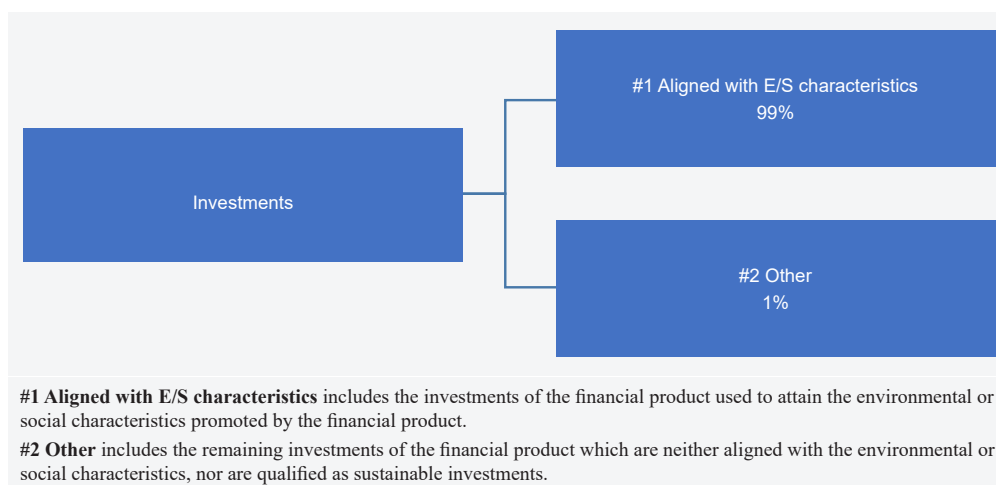 #1 Aligned with E/S characteristics
99%
Investments
#2 Other
1%
#1 Aligned with E/S characteristics includes the investments of the financial product used to attain the environmental or
social characteristics promoted by the financial product.
#2 Other includes the remaining investments of the financial product which are neither aligned with the environmental or
social characteristics, nor are qualified as sustainable investments.